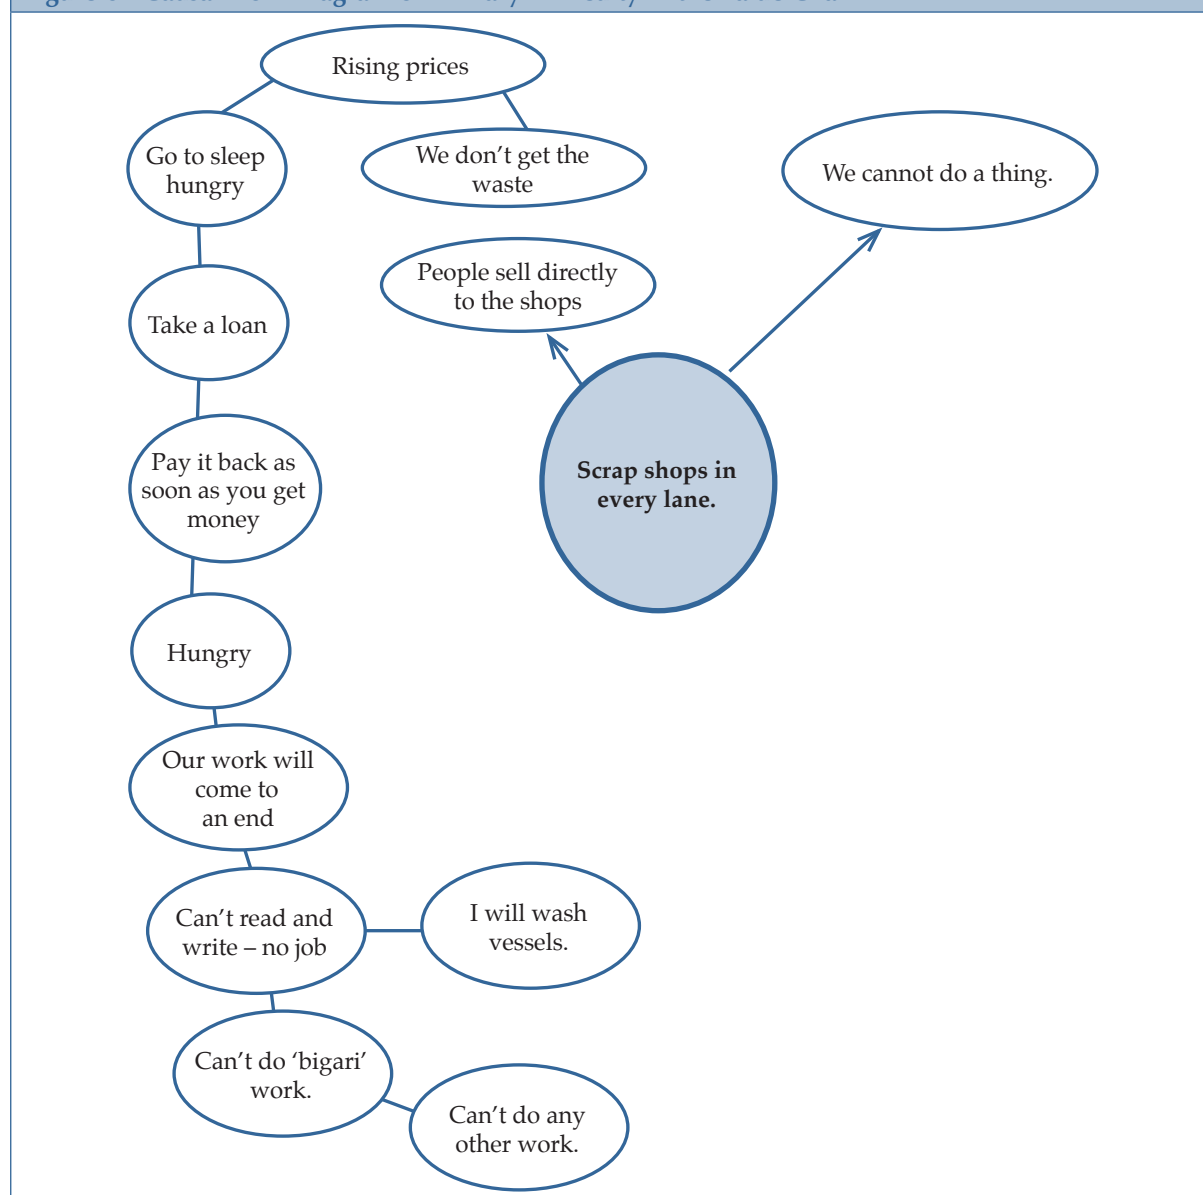 Rising prices
Go to sleep
hungry
We don’t get the
waste
We cannot do a thing.
People sell directly
to the shops
Take a loan
Scrap shops in
every lane.
Pay it back as
soon as you get
money
Hungry
Our work will
come to
an end
Can’t read and
write – no job
I will wash
vessels.
Can’t do ‘bigari’
work.
Can’t do any
other work.